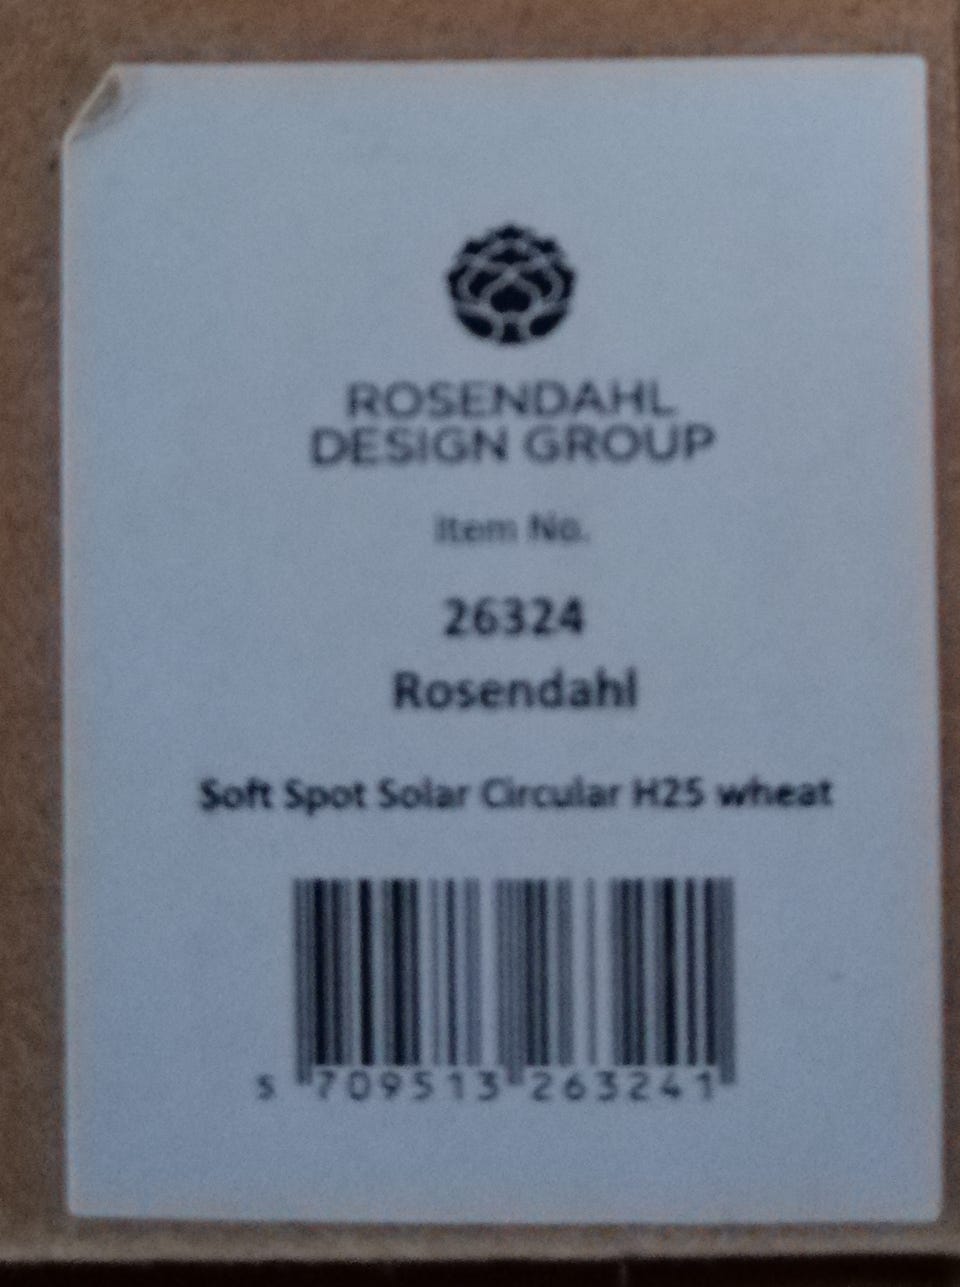 ROSENDAHL
DESIGN GROUP
Item No.
26324
Rosendahl
Soft Spot Solar Circular H25 wheat
5 709513 263241